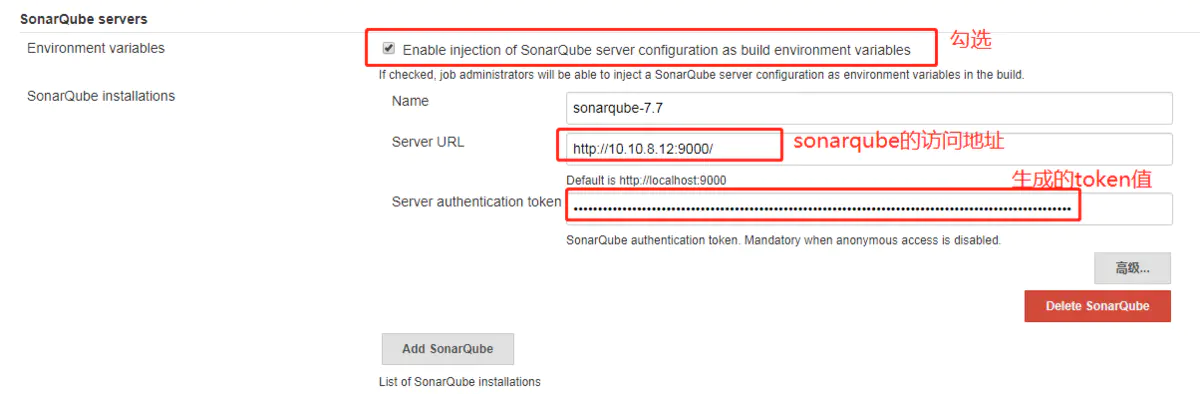 SonarQube servers
Environment variables
Enable injection of SonarQube server configuration as build environment variables
勾选
If checked, job administrators will be able to inject a SonarQube server configuration as environment variables in the build.
SonarQube installations
Name
sonarqube-7.7
Server URL
http://10.10.8.12:9000/
sonarqube的访问地址
Default is http://localhost:9000
生成的token值
Server authentication token
SonarQube authentication token. Mandatory when anonymous access is disabled.
高级...
Delete SonarQube
Add SonarQube
List of SonarQube installations